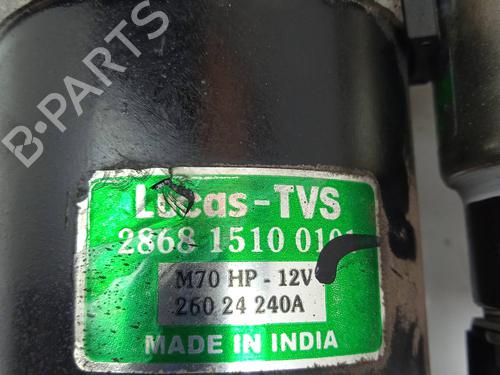 B-PARTS
Lucas-TVS
2868 1510 0101
M70 HP - 12V
260 24 240A
MADE IN INDIA